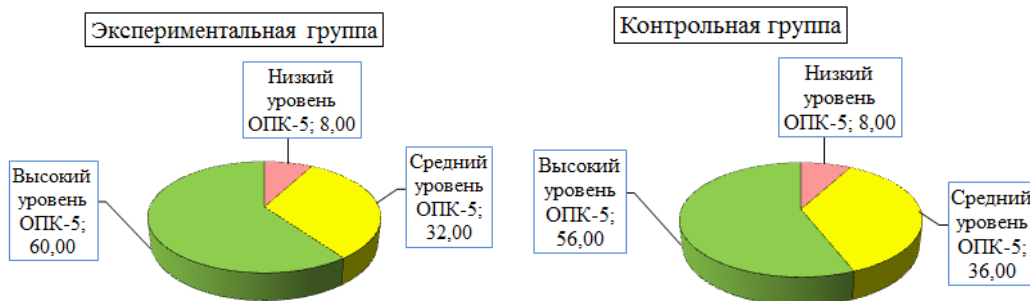 Экспериментальная группа
Низкий
уровень
ОПК-5; 8,00
Высокий
уровень
ОПК-5;
60,00
Средний
уровень
ОПК-5;
32,00
Контрольная группа
Низкий
уровень
ОПК-5; 8,00
Высокий
уровень
ОПК-5;
56,00
Средний
уровень
ОПК-5;
36,00